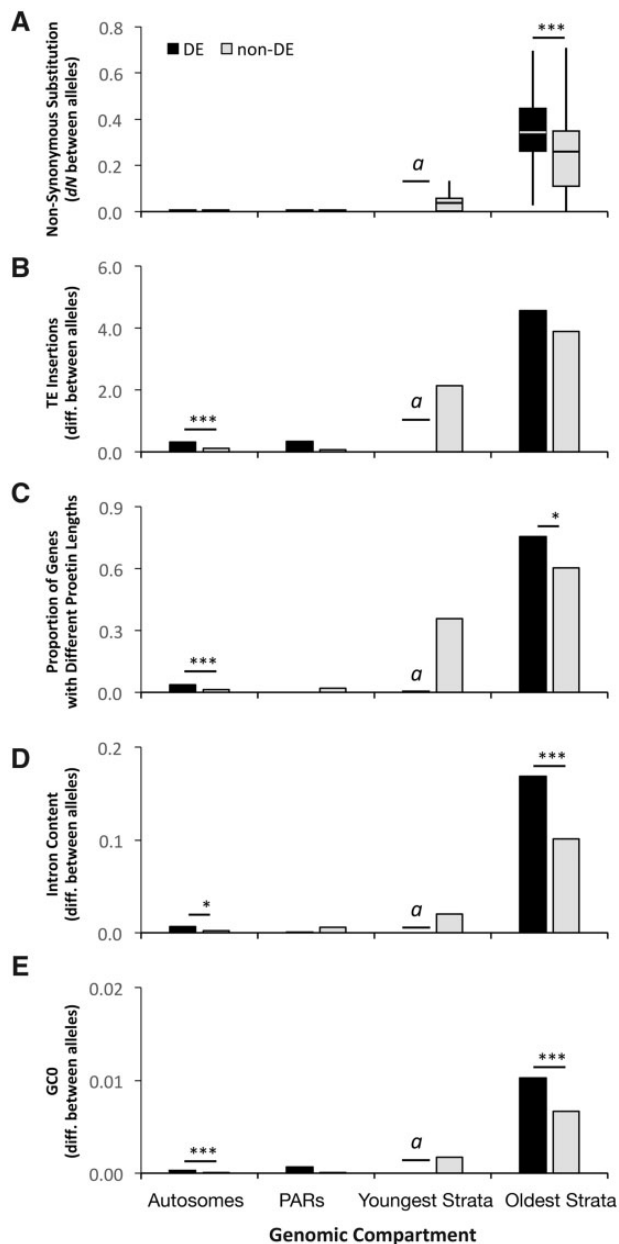 A
Non-Synonymous Substitution
(dN between alleles)
0.8
0.6
0.4
0.2
0.0
DE
non-DE
a
***
B
TE Insertions
(diff. between alleles)
6.0
4.0
2.0
0.0
***
a
C
Proportion of Genes
with Different Proetin Lengths
0.9
0.6
0.3
0.0
***
a
*
D
Intron Content
(diff. between alleles)
0.2
0.1
0.0
*
a
***
E
GC0
(diff. between alleles)
0.02
0.01
0.00
***
a
***
Autosomes
PARs
Youngest Strata
Oldest Strata
Genomic Compartment